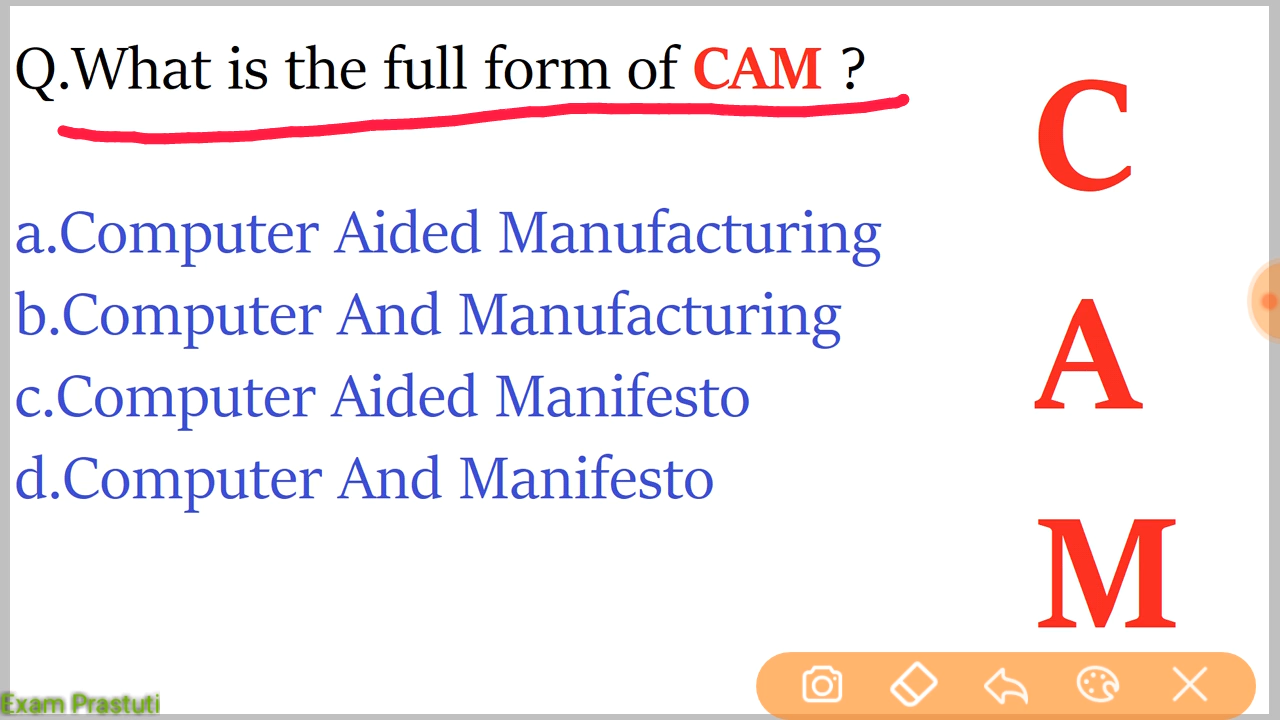 Q.What is the full form of CAM ?
a.Computer Aided Manufacturing
b.Computer And Manufacturing
c.Computer Aided Manifesto
d.Computer And Manifesto
C
A
M
Exam Prastuti